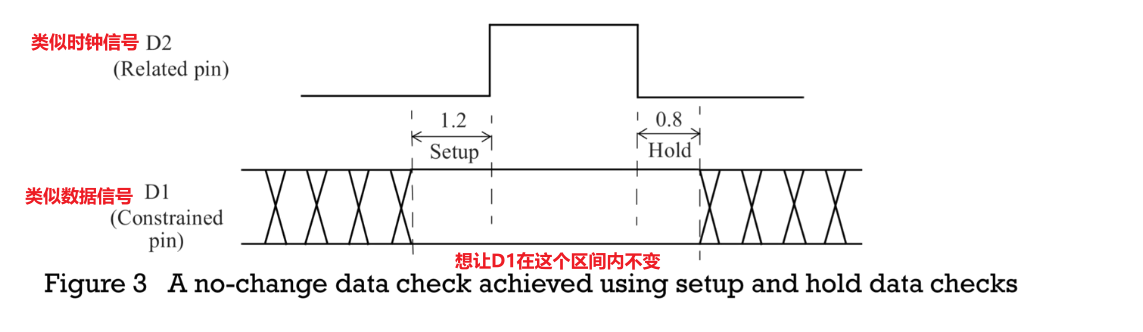 类似时钟信号 D2
(Related pin)
1.2
Setup
0.8
Hold
类似数据信号 D1
(Constrained
pin)
想让D1在这个区间内不变
Figure 3 A no-change data check achieved using setup and hold data checks